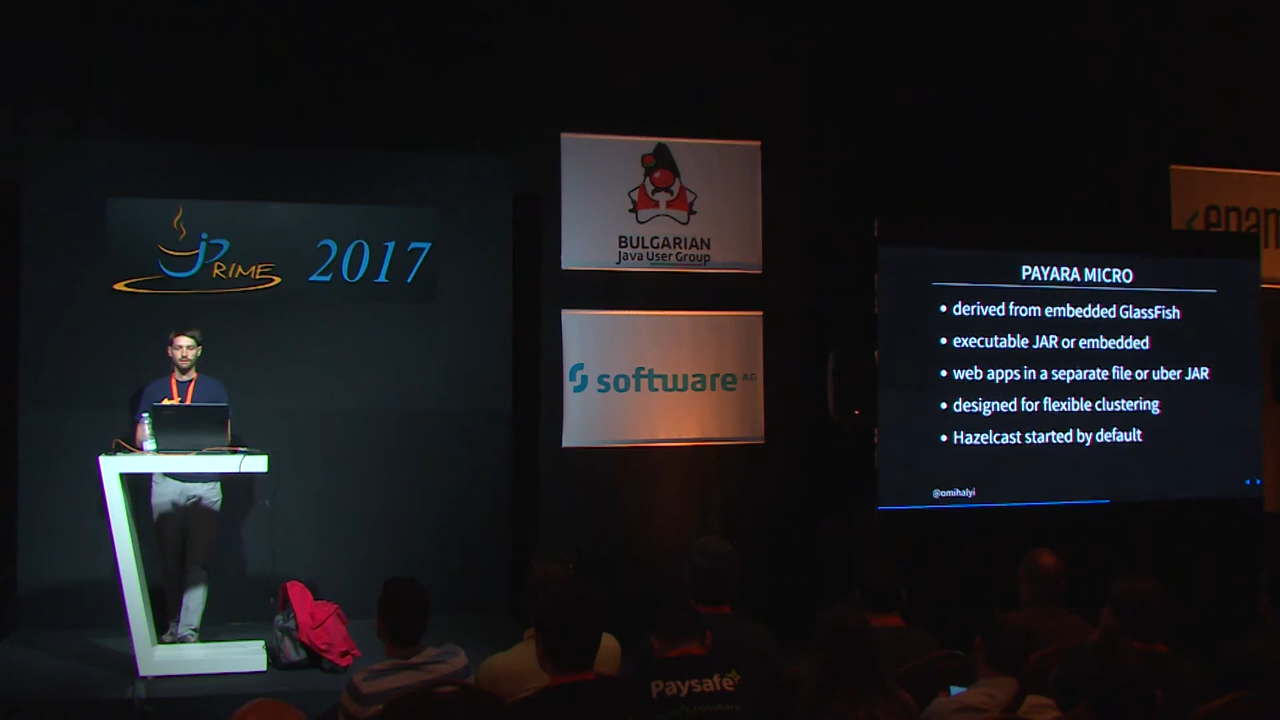 JPRIME 2017
BULGARIAN
Java User Group
software AG
<epam
PAYARA MICRO
• derived from embedded GlassFish
• executable JAR or embedded
• web apps in a separate file or uber JAR
• designed for flexible clustering
• Hazelcast started by default
@omihalyi
Paysafe